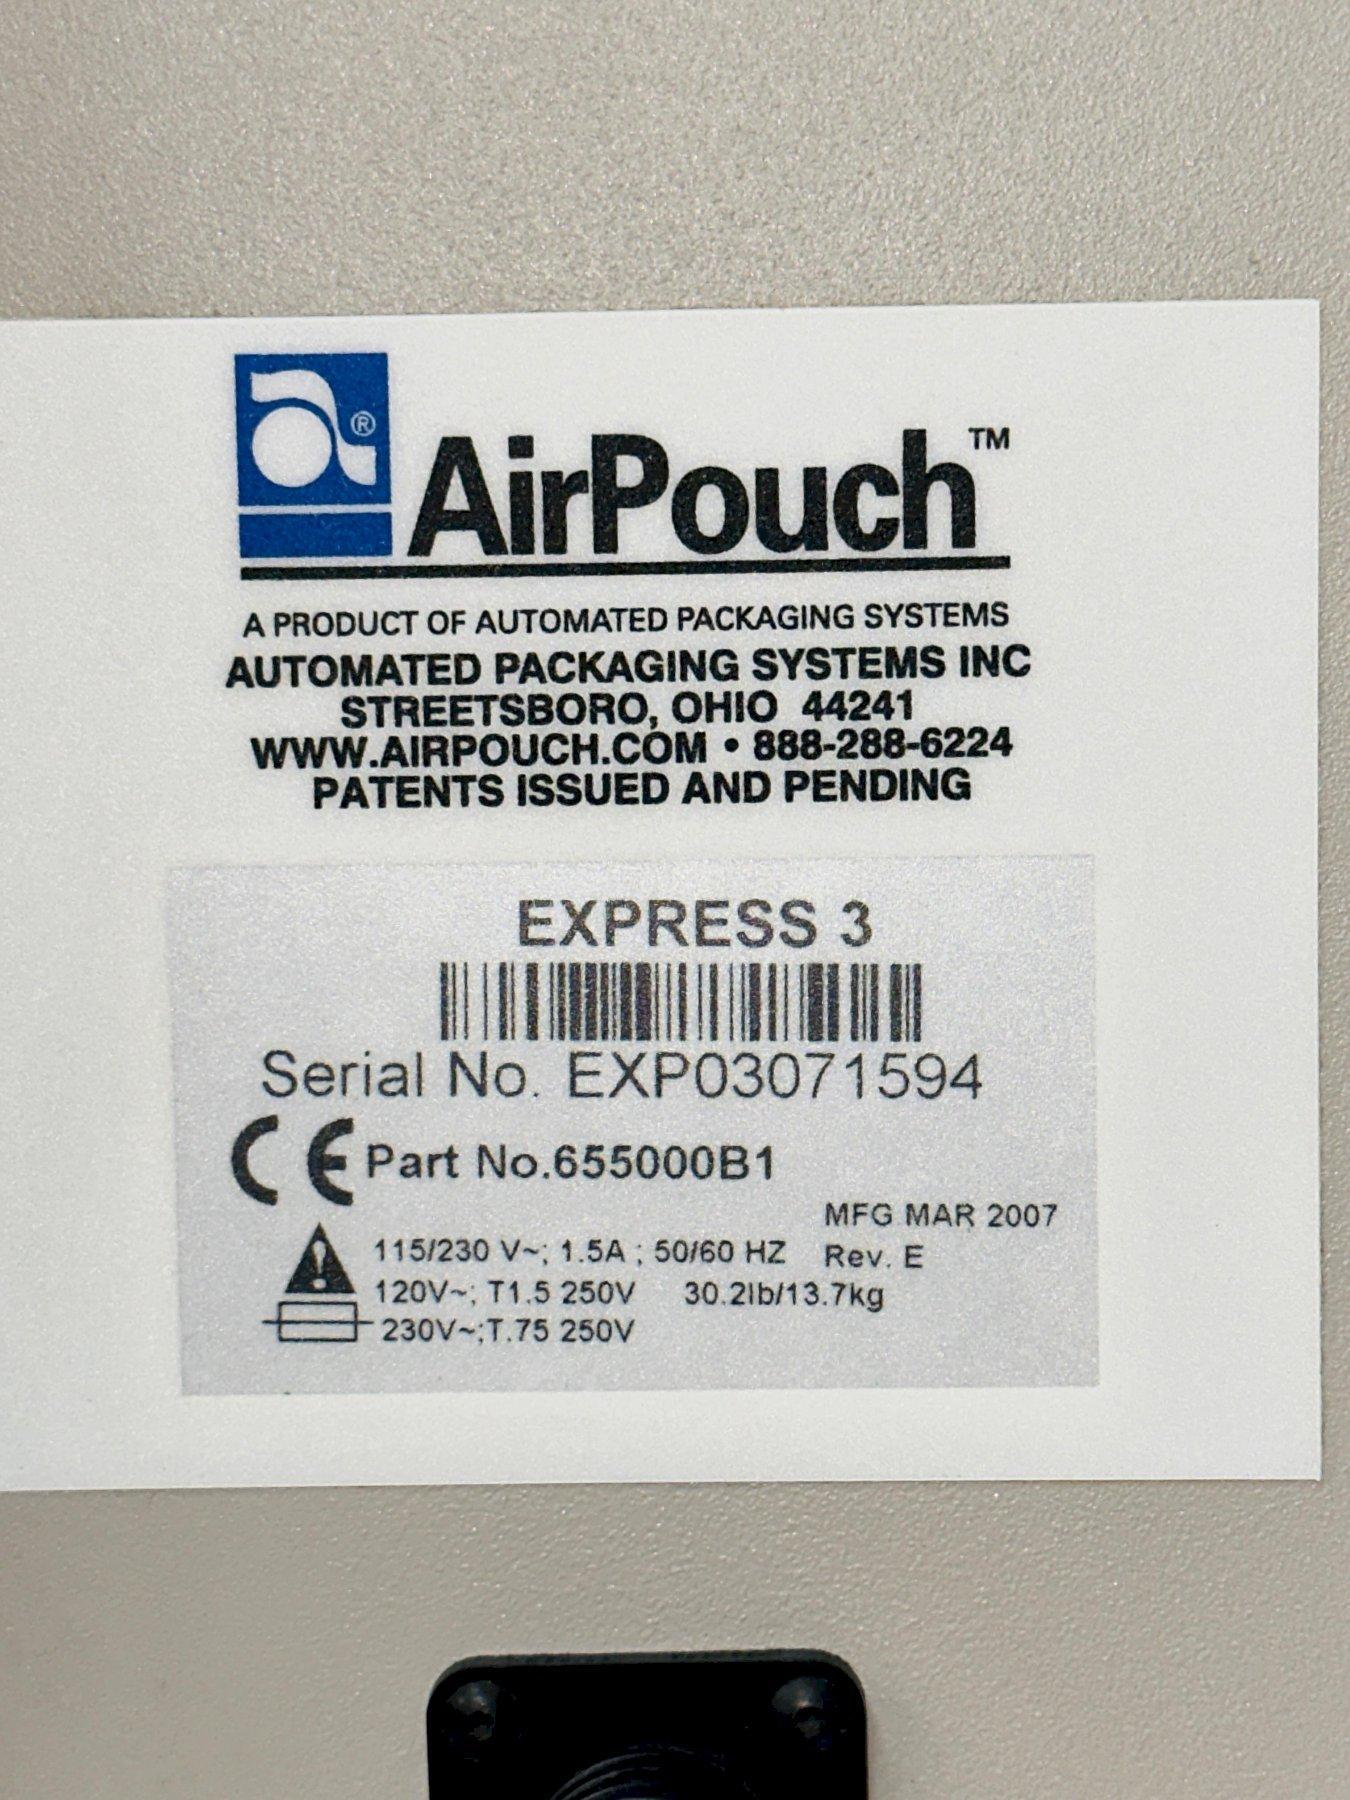 a®
AirPouch™
A PRODUCT OF AUTOMATED PACKAGING SYSTEMS
AUTOMATED PACKAGING SYSTEMS INC
STREETSBORO, OHIO 44241
WWW.AIRPOUCH.COM • 888-288-6224
PATENTS ISSUED AND PENDING
EXPRESS 3
Serial No. EXP03071594
CE Part No.655000B1
MFG MAR 2007
115/230 V~; 1.5A ; 50/60 HZ Rev. E
120V~; T1.5 250V 30.2lb/13.7kg
230V~;T.75 250V